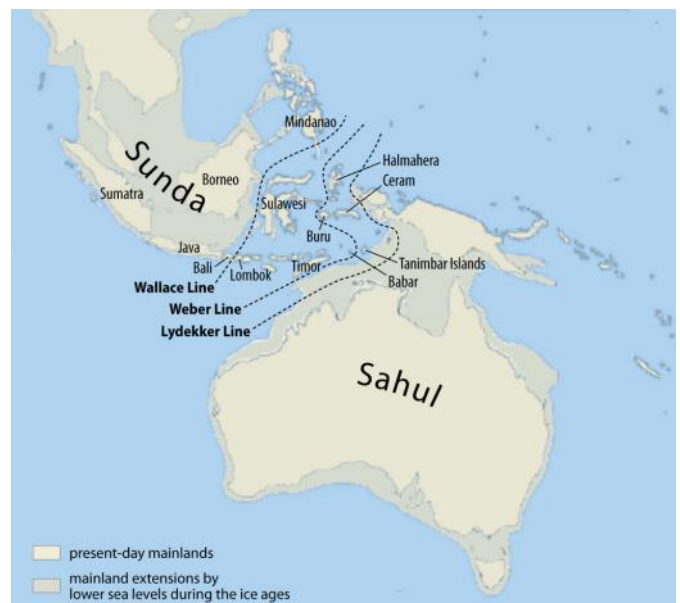 Mindanao
Halmahera
Ceram
Sunda
Borneo
Sumatra
Sulawesi
Buru
Java
Bali
Lombok
Timor
Tanimbar Islands
Babar
Wallace Line
Weber Line
Lydekker Line
Sahul
present-day mainlands
mainland extensions by
lower sea levels during the ice ages